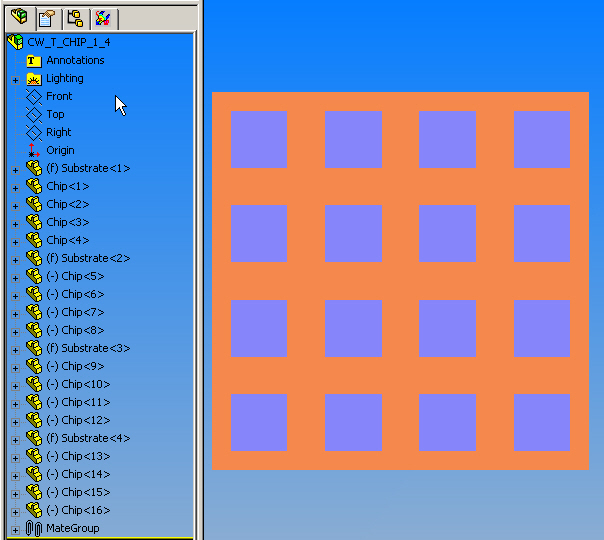 CW_T_CHIP_1_4
Annotations
Lighting
Front
Top
Right
Origin
(f) Substrate<1>
Chip<1>
Chip<2>
Chip<3>
Chip<4>
(f) Substrate<2>
(-) Chip<5>
(-) Chip<6>
(-) Chip<7>
(-) Chip<8>
(f) Substrate<3>
(-) Chip<9>
(-) Chip<10>
(-) Chip<11>
(-) Chip<12>
(f) Substrate<4>
(-) Chip<13>
(-) Chip<14>
(-) Chip<15>
(-) Chip<16>
MateGroup